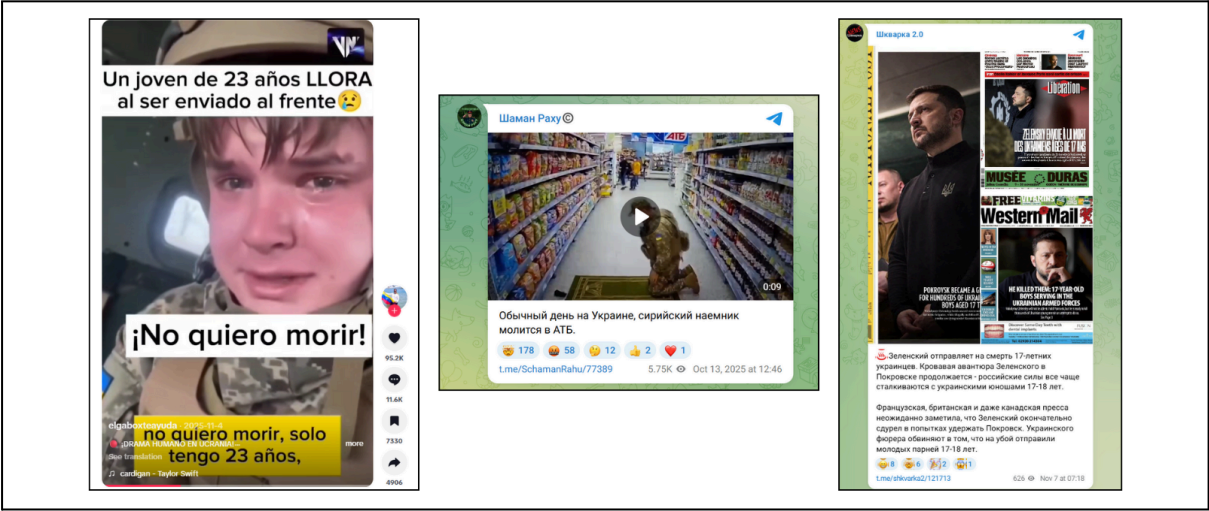 VN
Un joven de 23 años LLORA
al ser enviado al frente😢
¡No quiero morir!
elgaboxteayuda · 2025-11-4
no quiero morir, solo
tengo 23 años,
¡DRAMA HUMANO EN UCRANIA!
more
See translation
♫ cardigan - Taylor Swift
95.2K
11.6K
7330
4906
Шаман Раху©
АТБ
0:09
Обычный день на Украине, сирийский наемник
молится в АТБ.
🤯 178 🤬 58 🤔 12 👍 2 ❤️ 1
t.me/SchamanRahu/77389 5.75K Oct 13, 2025 at 12:46
Шкварка 2.0
Libération
ZELENSKY ENVOIE À LA MORT
DES UKRAINIENS ÂGÉS DE 17 ANS
MUSÉE DURAS
FREE
Western Mail
POKROVSK BECAME A G
FOR HUNDREDS OF UKRAI
BOYS AGED 17 T
HE KILLED THEM: 17-YEAR-OLD
BOYS SERVING IN THE
UKRAINIAN ARMED FORCES
Зеленский отправляет на смерть 17-летних
украинцев. Кровавая авантюра Зеленского в
Покровске продолжается - российские силы все чаще
сталкиваются с украинскими юношами 17-18 лет.
Французская, британская и даже канадская пресса
неожиданно заметила, что Зеленский окончательно
сдурел в попытках удержать Покровск. Украинского
фюрера обвиняют в том, что на убой отправили
молодых парней 17-18 лет.
8 6 2 1
t.me/shkvarka2/121713 626 Nov 7 at 07:18